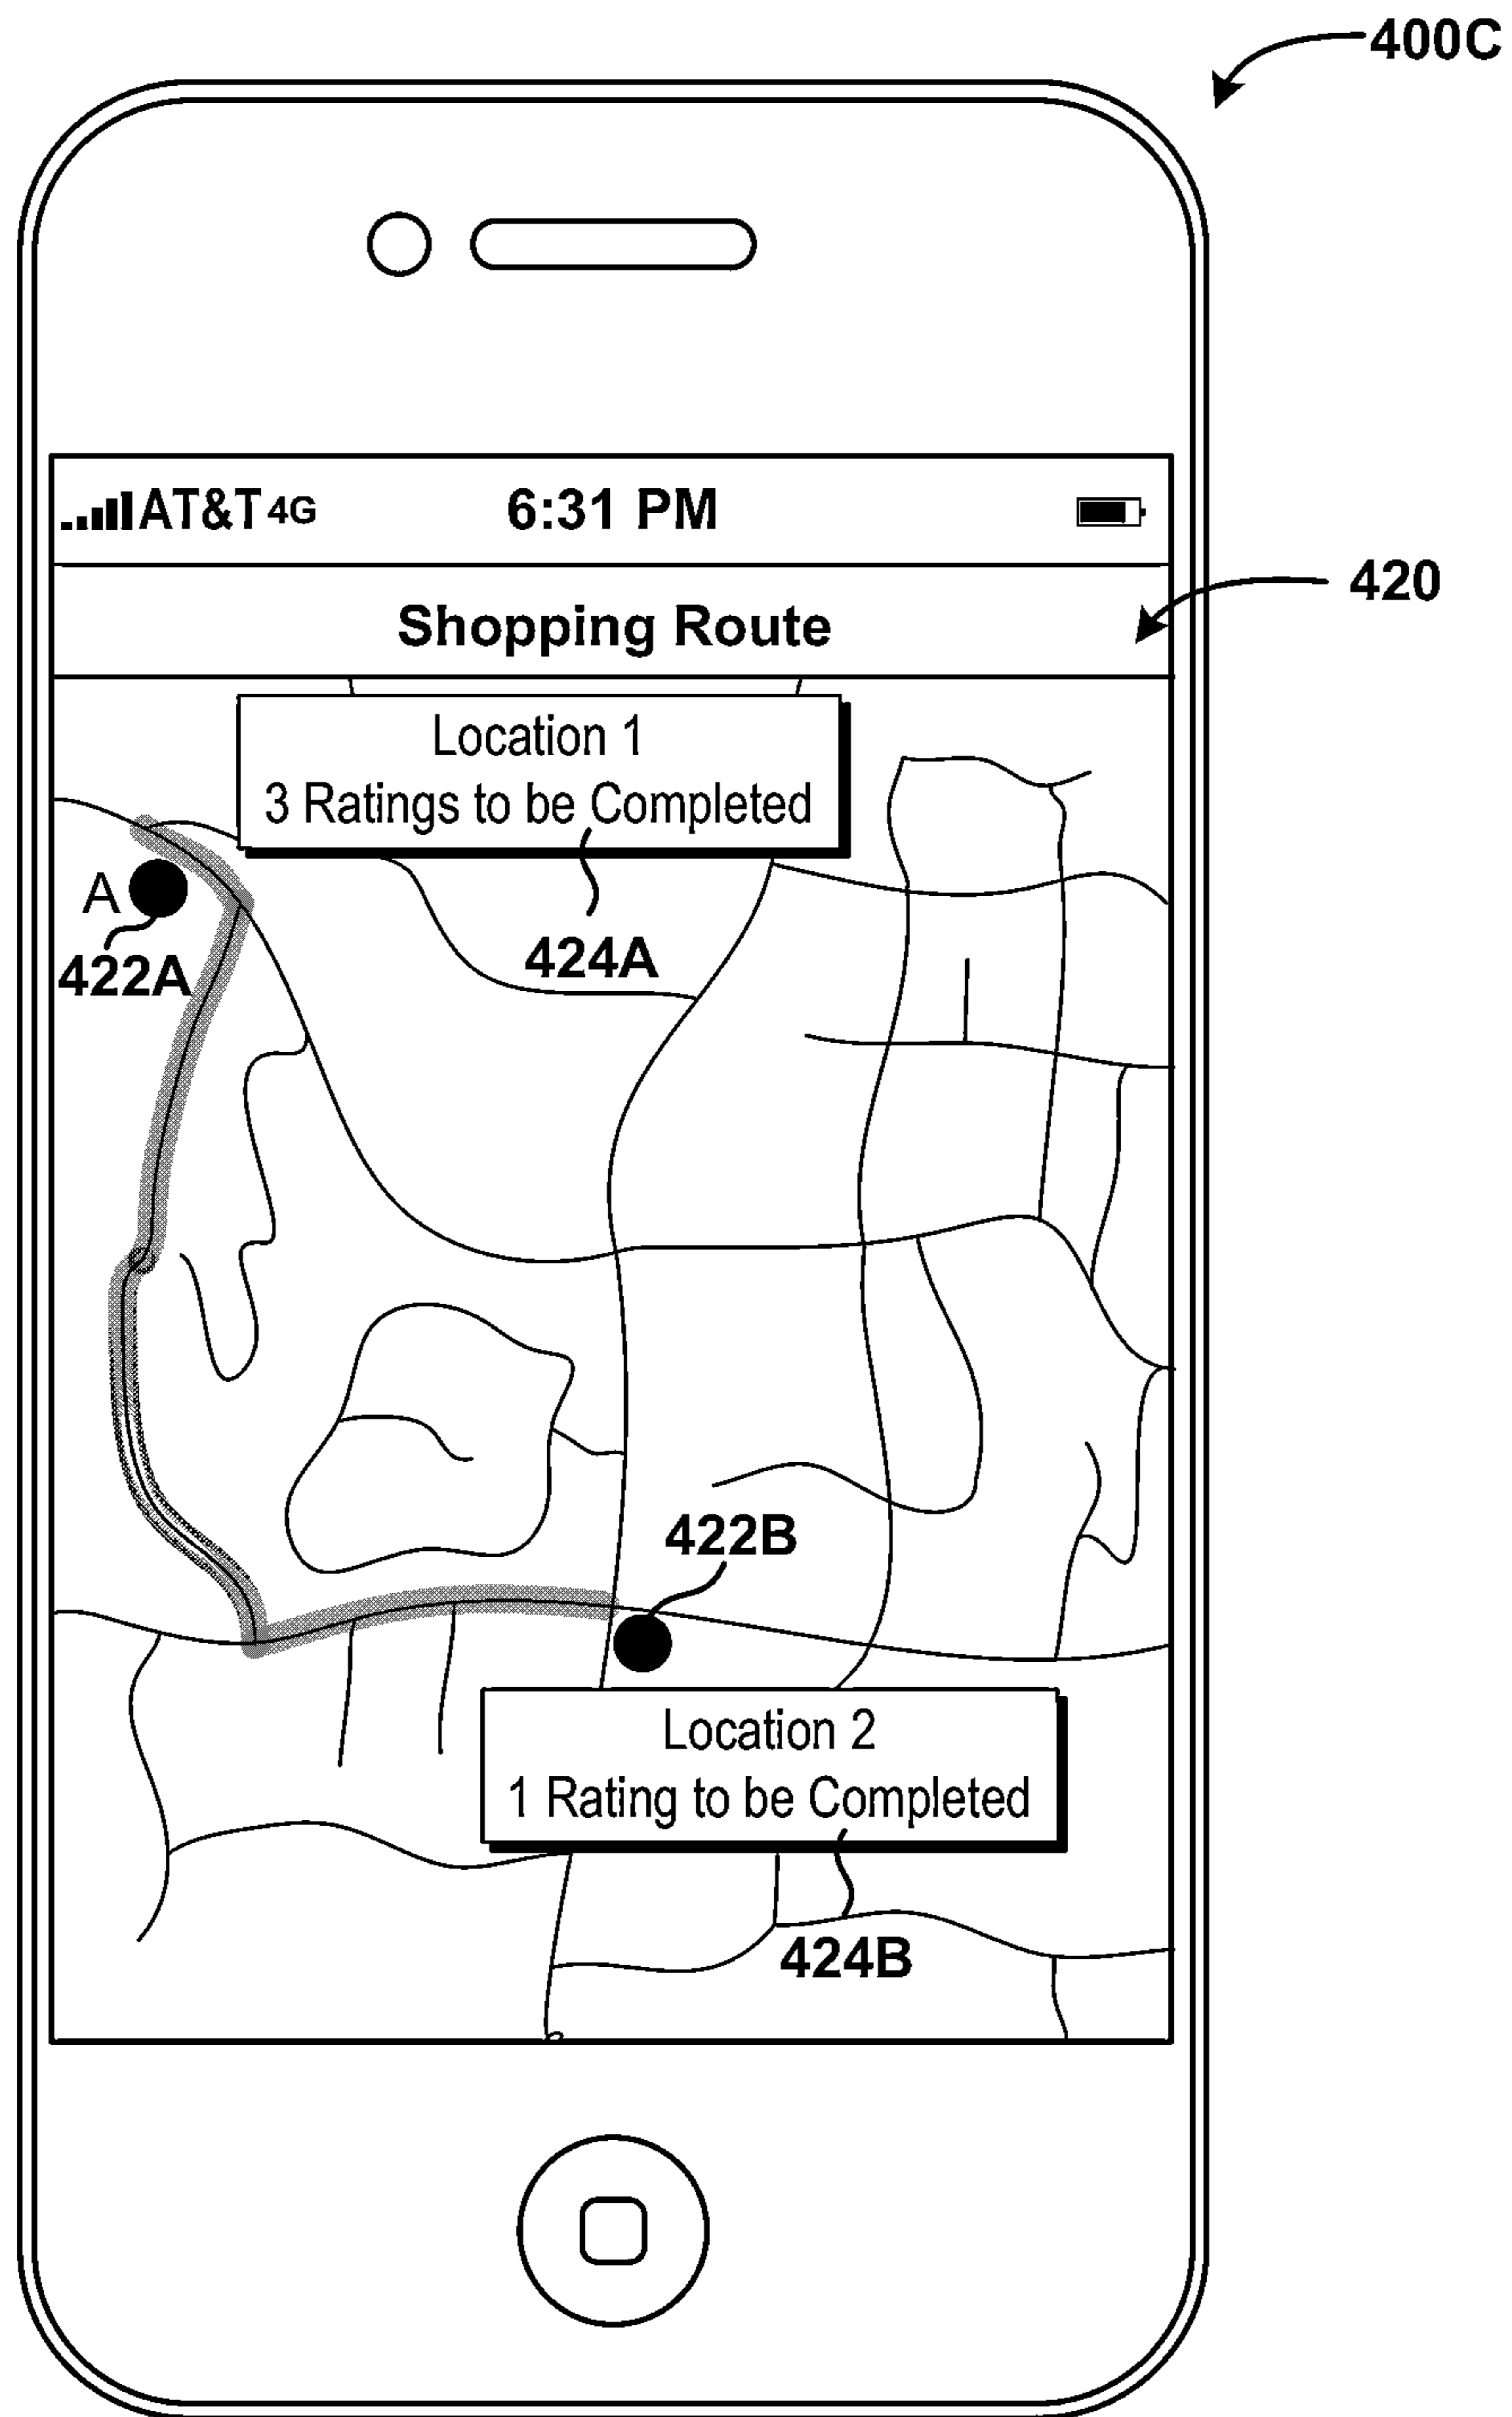 400C
AT&T 4G 6:31 PM
420
Shopping Route
Location 1
3 Ratings to be Completed
A
422A
424A
422B
Location 2
1 Rating to be Completed
424B